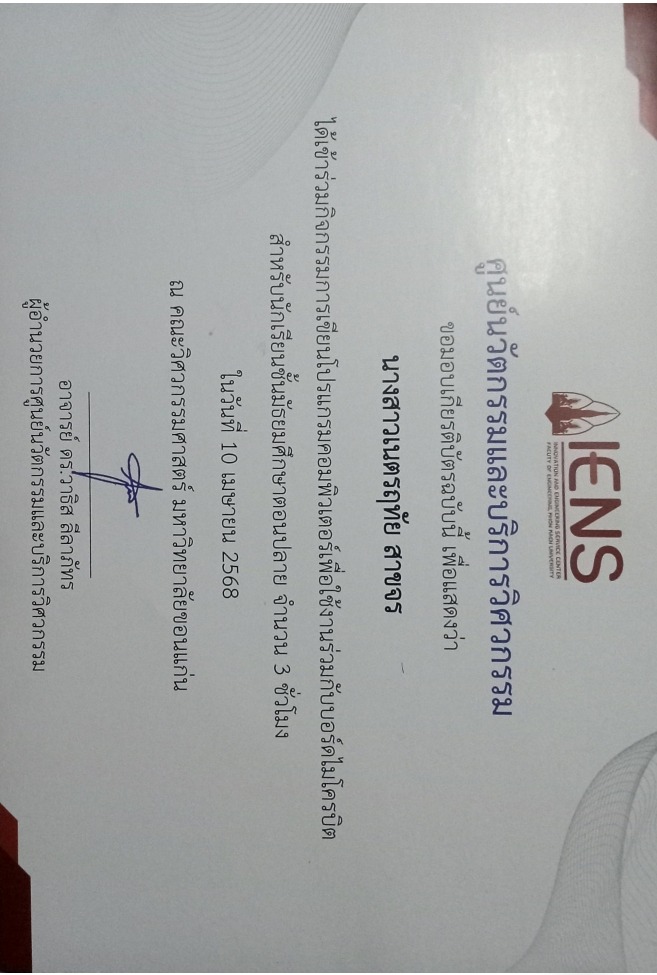 IENS
INNOVATION AND ENGINEERING SERVICE CENTER
FACUTY OF ENGINEERING, KHON KAEN UNIVERSITY
ศูนย์นวัตกรรมและบริการวิศวกรรม
ขอมอบเกียรติบัตรฉบับนี้ เพื่อแสดงว่า
นางสาวเนตรฤทัย สาขจร
ได้เข้าร่วมกิจกรรมการเขียนโปรแกรมคอมพิวเตอร์เพื่อใช้งานร่วมกับบอร์ดไมโครบิต
สำหรับนักเรียนชั้นมัธยมศึกษาตอนปลาย จำนวน 3 ชั่วโมง
ในวันที่ 10 เมษายน 2568
ณ คณะวิศวกรรมศาสตร์ มหาวิทยาลัยขอนแก่น
อาจารย์ ดร.วาธิส ลีลาภัทร
ผู้อำนวยการศูนย์นวัตกรรมและบริการวิศวกรรม